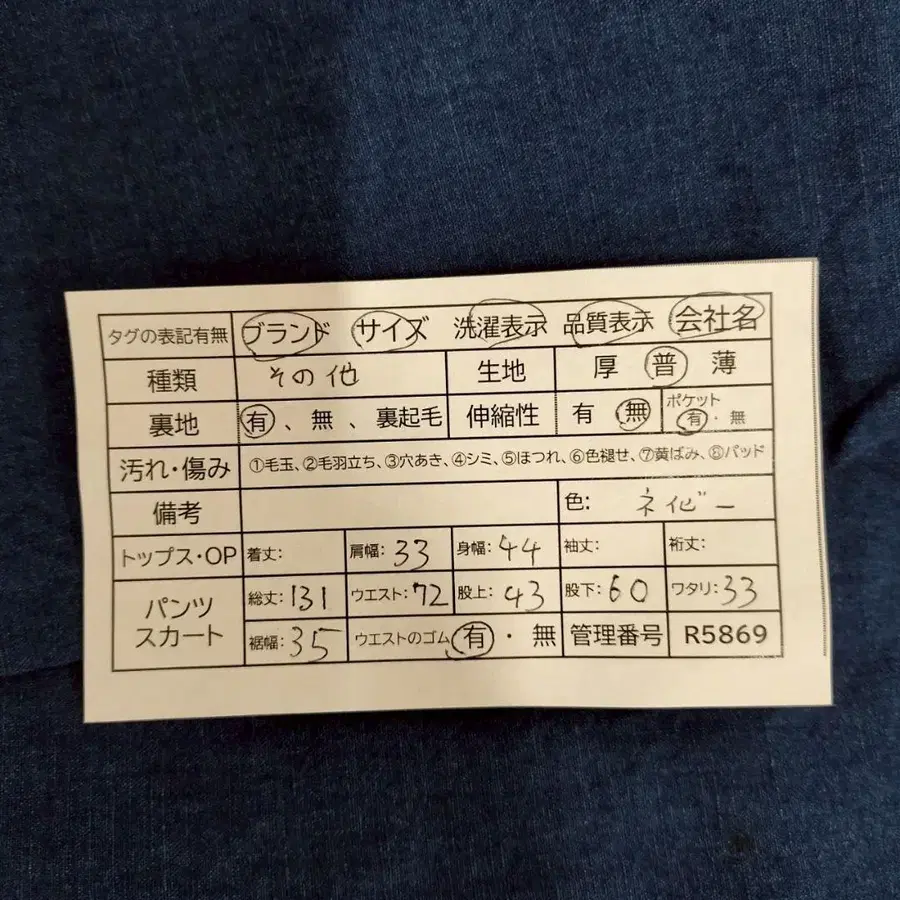 タグの表記有無 ブランド サイズ 洗濯表示 品質表示 会社名
種類 その他 生地 厚 普 薄
裏地 有、無、裏起毛 伸縮性 有 無 ポケット 有・無
汚れ・傷み ①毛玉、②毛羽立ち、③穴あき、④シミ、⑤ほつれ、⑥色褪せ、⑦黄ばみ、⑧パッド
備考 色: ネイビー
トップス・OP 着丈: 肩幅: 33 身幅: 44 袖丈: 裄丈:
パンツ スカート 総丈: 131 ウエスト: 72 股上: 43 股下: 60 ワタリ: 33
裾幅: 35 ウエストのゴム 有・無 管理番号 R5869